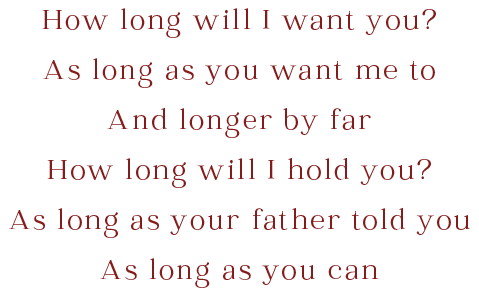 How long will I want you?
As long as you want me to
And longer by far
How long will I hold you?
As long as your father told you
As long as you can